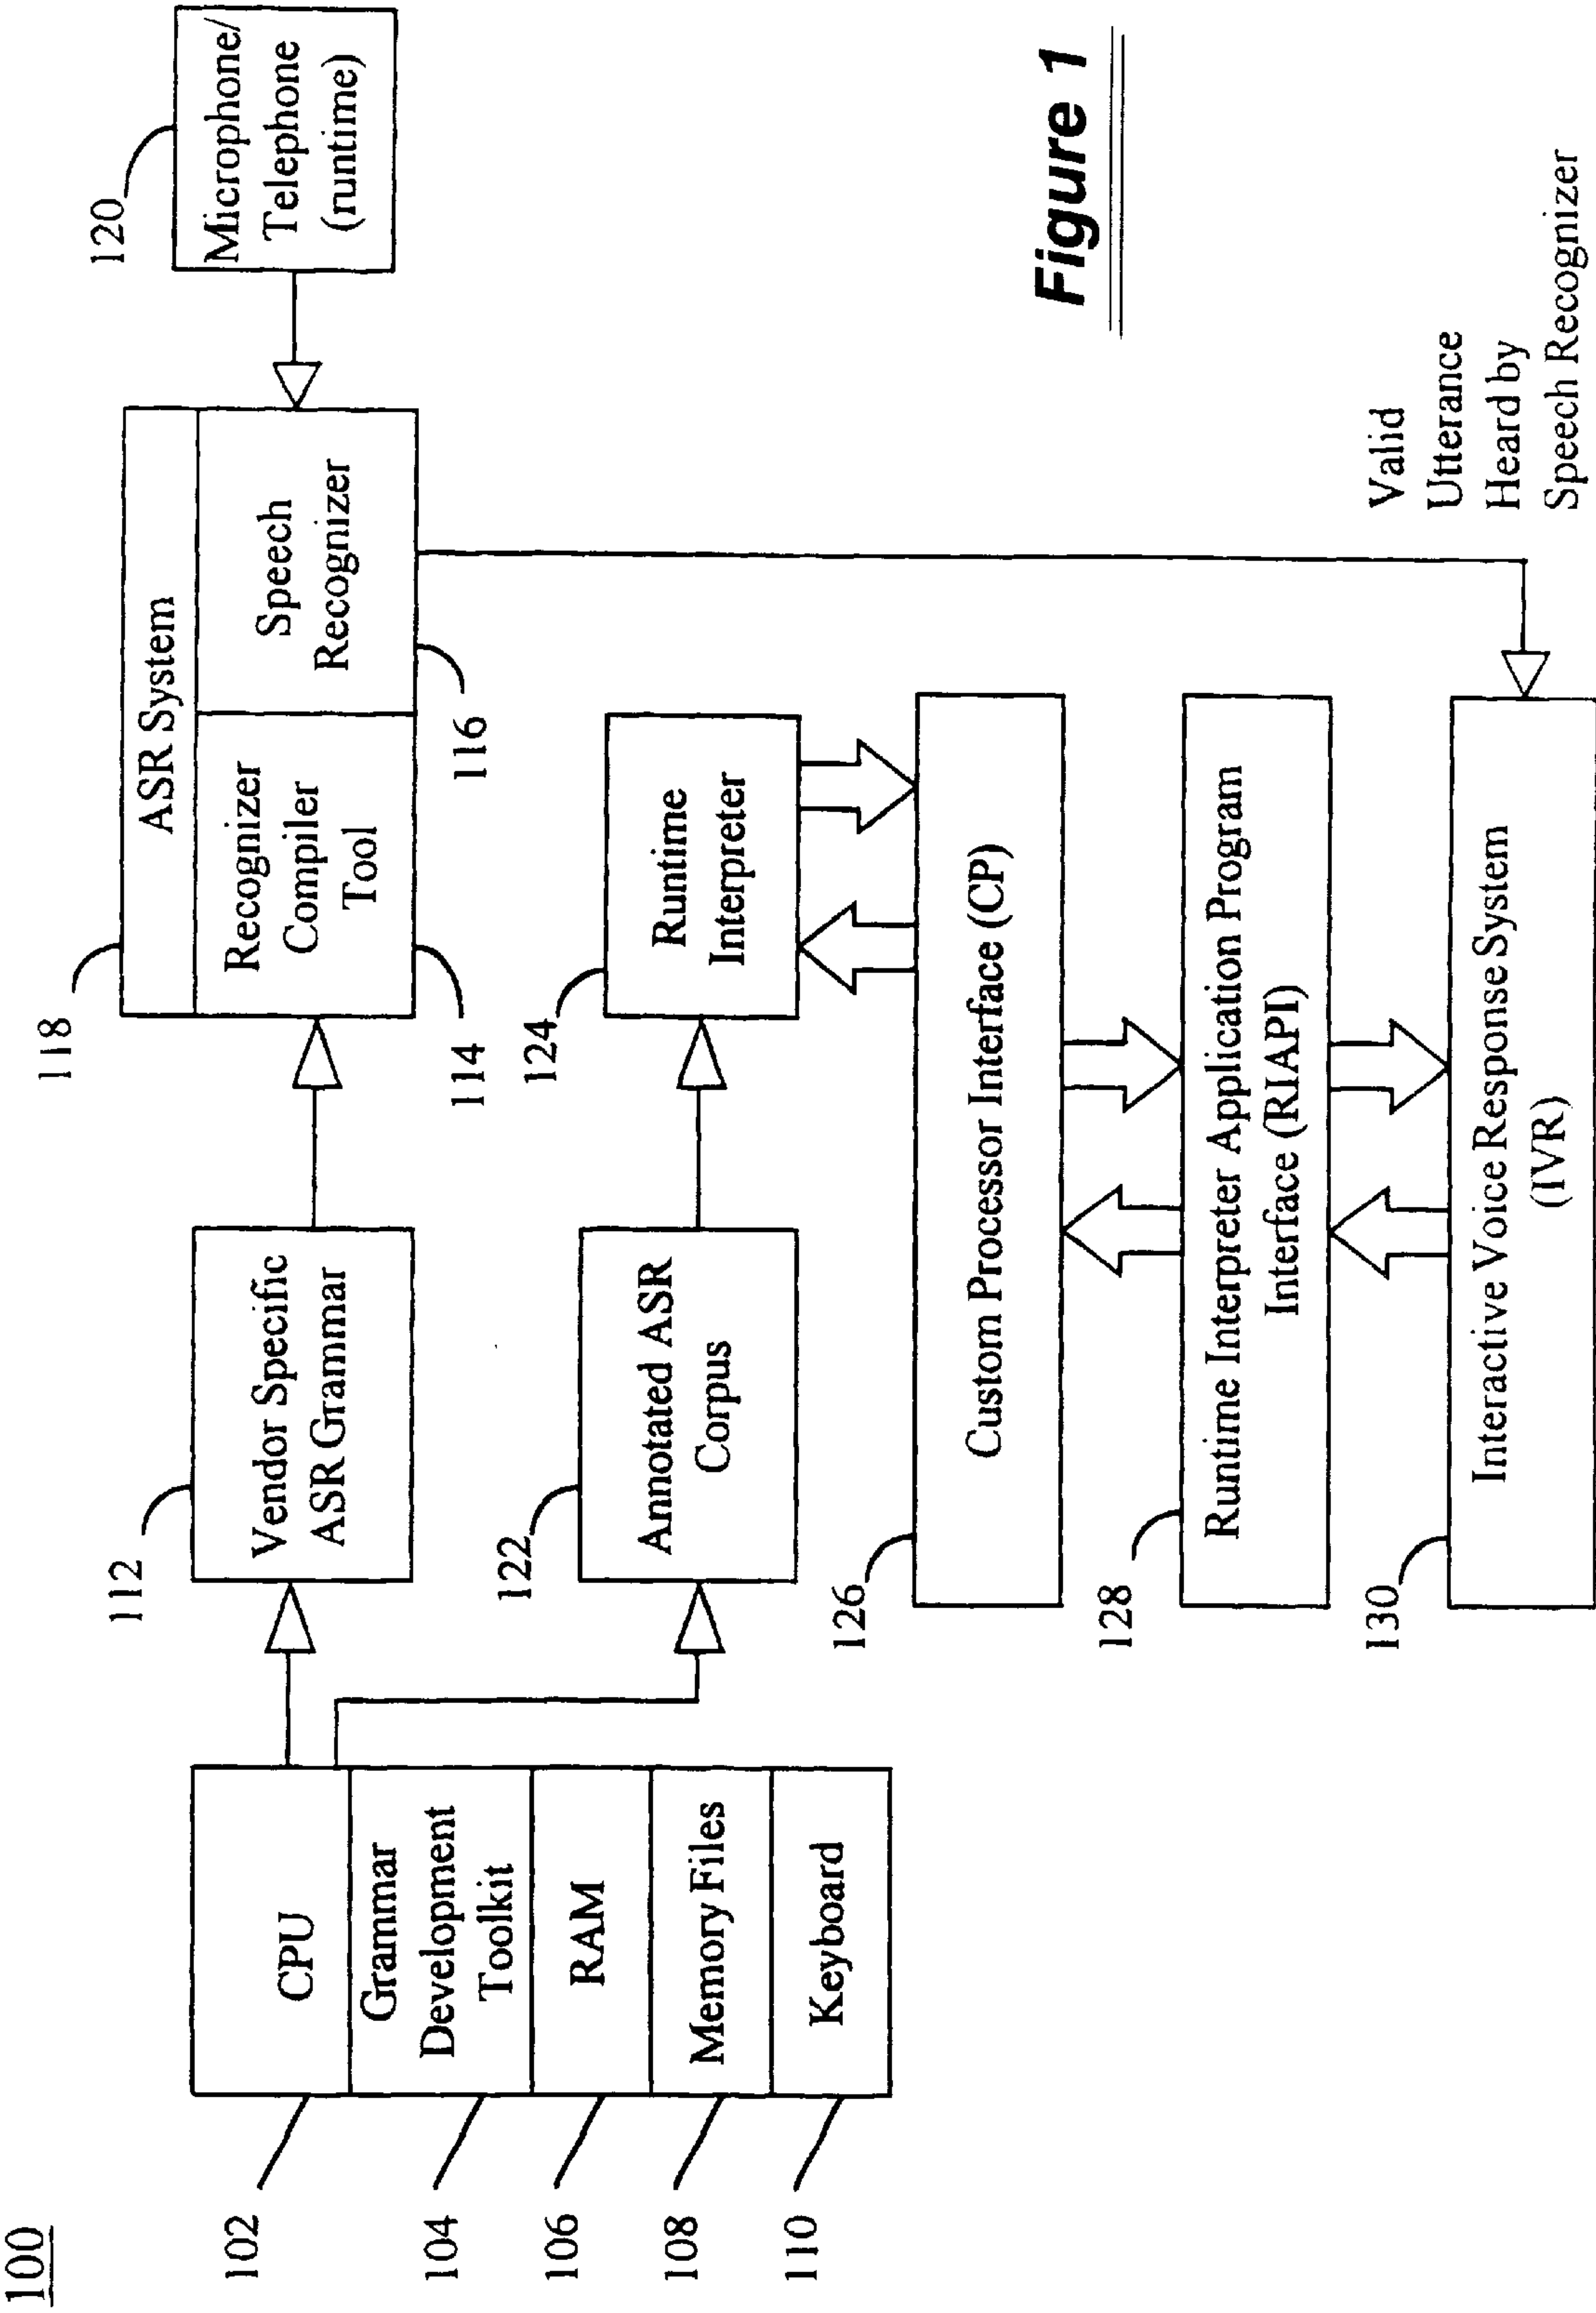 100
102
CPU
104
Grammar
Development
Toolkit
106
RAM
108
Memory Files
110
Keyboard
112
Vendor Specific
ASR Grammar
118
ASR System
Recognizer
Compiler
Tool
114
Speech
Recognizer
116
120
Microphone/
Telephone
(runtime)
122
Annotated ASR
Corpus
124
Runtime
Interpreter
126
Custom Processor Interface (CP)
128
Runtime Interpreter Application Program
Interface (RIAPI)
130
Interactive Voice Response System
(IVR)
Valid
Utterance
Heard by
Speech Recognizer
Figure 1